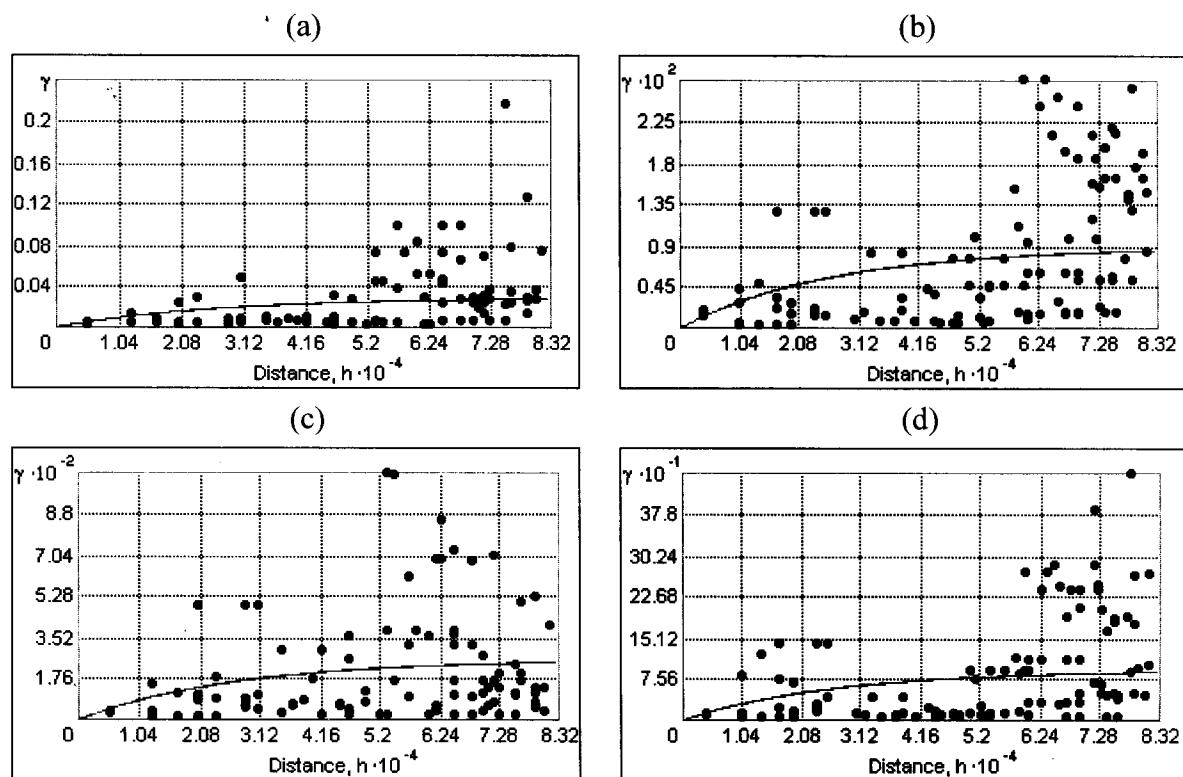 (a)
(b)
γ
0.2
0.16
0.12
0.08
0.04
0 1.04 2.08 3.12 4.16 5.2 6.24 7.28 8.32
Distance, h ·10⁻⁴
γ ·10²
2.25
1.8
1.35
0.9
0.45
0 1.04 2.08 3.12 4.16 5.2 6.24 7.28 8.32
Distance, h ·10⁻⁴
(c)
(d)
γ ·10⁻²
8.8
7.04
5.28
3.52
1.76
0 1.04 2.08 3.12 4.16 5.2 6.24 7.28 8.32
Distance, h ·10⁻⁴
γ ·10⁻¹
37.8
30.24
22.68
15.12
7.56
0 1.04 2.08 3.12 4.16 5.2 6.24 7.28 8.32
Distance, h ·10⁻⁴